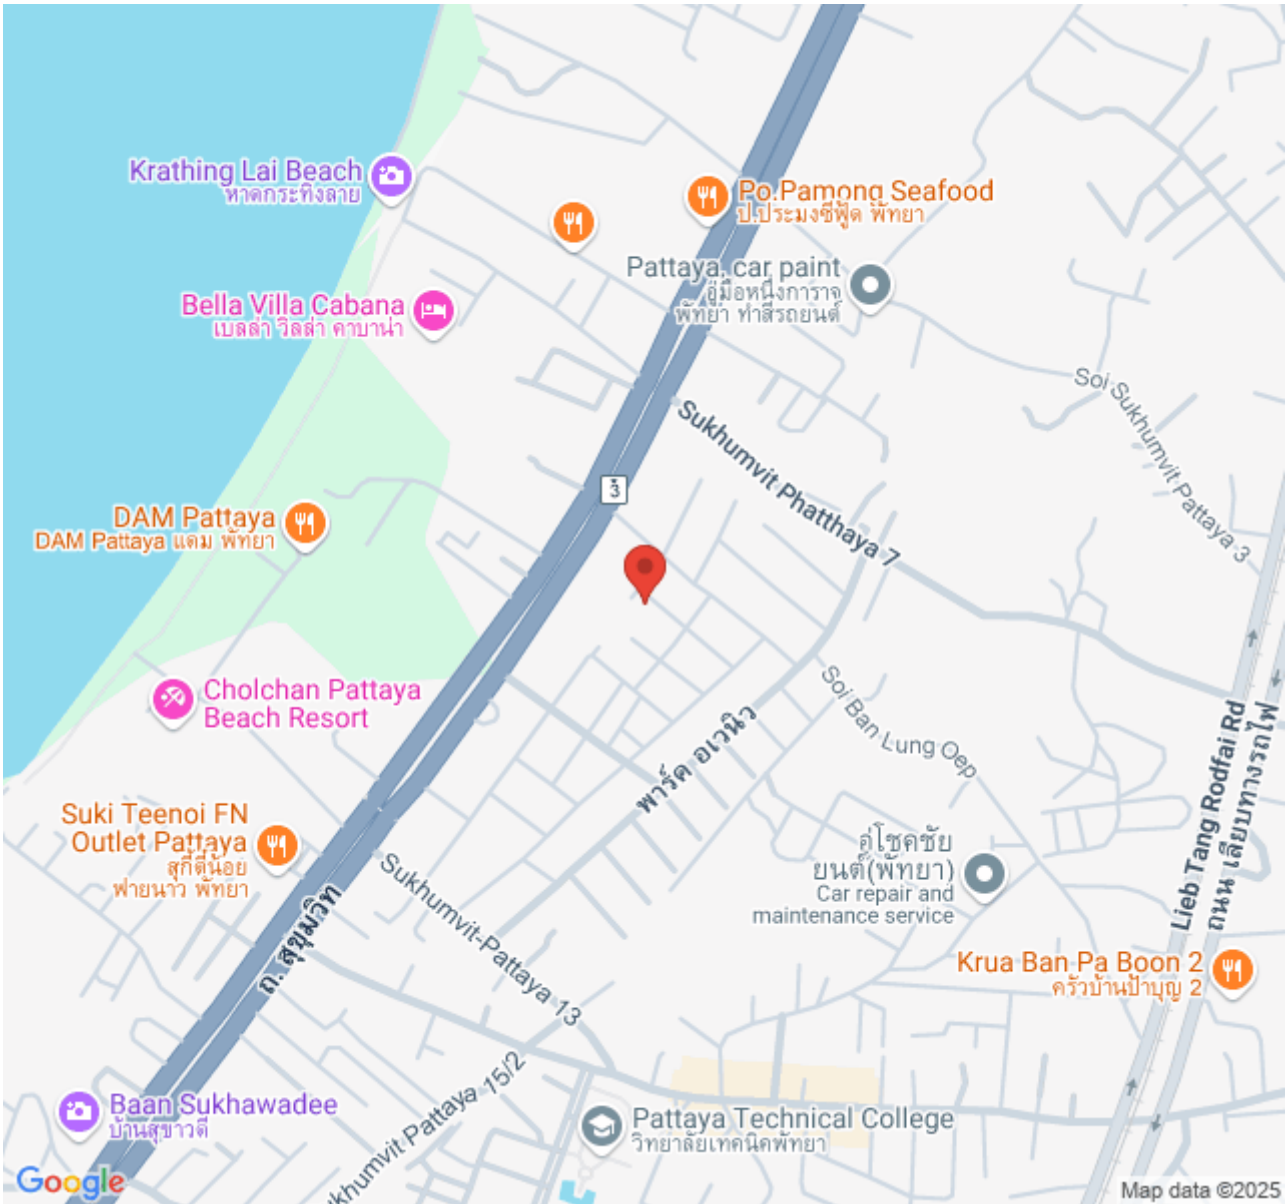 Krathing Lai Beach
หาดกระทิงลาย
Po.Pamong Seafood
ป.ประมงซีฟู้ด พัทยา
Pattaya. car paint
อู่มือหนึ่งการาจ
พัทยา ทำสีรถยนต์
Bella Villa Cabana
เบลล่า วิลล่า คาบาน่า
Soi Sukhumvit Pattaya 3
Sukhumvit Phatthaya 7
3
DAM Pattaya
DAM Pattaya แดม พัทยา
Cholchan Pattaya
Beach Resort
Soi Ban Lung Oep
พาร์ค อเวนิว
Lieb Tang Rodfai Rd
ถนน เลียบทางรถไฟ
Suki Teenoi FN
Outlet Pattaya
สุกี้ตี๋น้อย
ฟายนาว พัทยา
อู่โชคชัย
ยนต์(พัทยา)
Car repair and
maintenance service
ถ. สุขุมวิท
Sukhumvit-Pattaya 13
Krua Ban Pa Boon 2
ครัวบ้านป้าบุญ 2
Baan Sukhawadee
บ้านสุขาวดี
khumvit Pattaya 15/2
Pattaya Technical College
วิทยาลัยเทคนิคพัทยา
Google
Map data ©2025